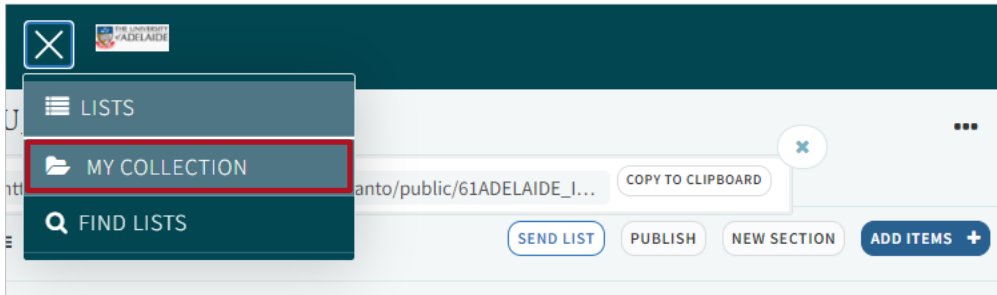 THE UNIVERSITY
of ADELAIDE
LISTS
U
MY COLLECTION
anto/public/61ADELAIDE_I...
COPY TO CLIPBOARD
FIND LISTS
SEND LIST
PUBLISH
NEW SECTION
ADD ITEMS +